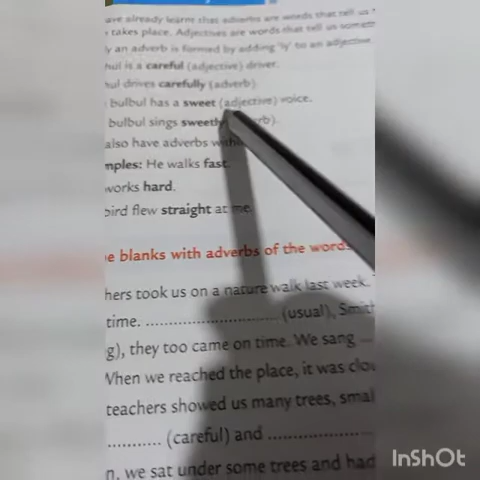 ave already learnt that adverbs are words that tell us
takes place. Adjectives are words that tell us
ly an adverb is formed by adding 'ly' to an adjective.
hul is a careful (adjective) driver.
hul drives carefully (adverb).
bulbul has a sweet (adjective) voice.
bulbul sings sweetly
also have adverbs
mples: He walks fast.
works hard.
bird flew straight at me.
e blanks with adverbs of the words
hers took us on a nature walk last week.
time. .............................. (usual), Smith
g), they too came on time. We sang ...
When we reached the place, it was clou
teachers showed us many trees, smal
........... (careful) and ........................
n, we sat under some trees and had
InShOt